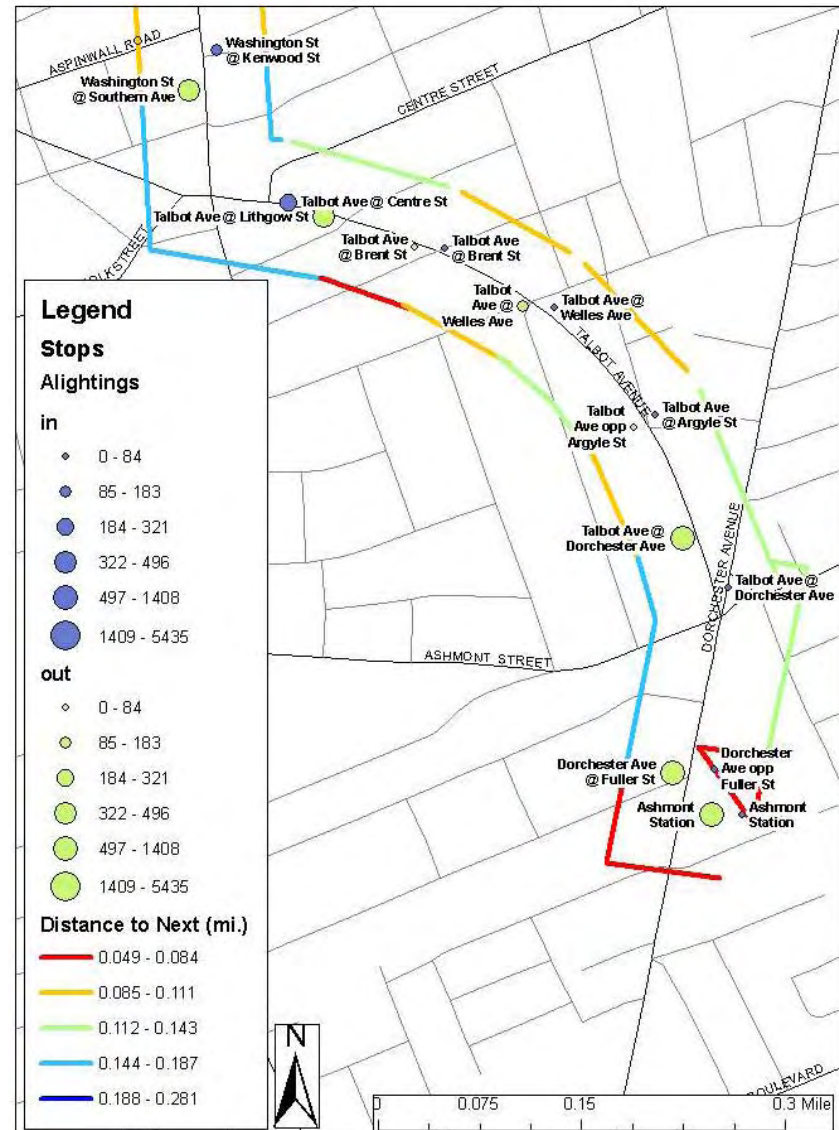 ASPINWALL ROAD
Washington St
@ Kenwood St
Washington St
@ Southern Ave
CENTRE STREET
Talbot Ave @ Centre St
Talbot Ave @ Lithgow St
Talbot Ave
@ Brent St
Talbot Ave
@ Brent St
OLK STREET
Talbot
Ave @
Welles Ave
Talbot Ave @
Welles Ave
TALBOT AVENUE
Talbot
Ave opp
Argyle St
Talbot Ave
@ Argyle St
Talbot Ave @
Dorchester Ave
DORCHESTER AVENUE
Talbot Ave @
Dorchester Ave
ASHMONT STREET
Dorchester Ave
@ Fuller St
Dorchester
Ave opp
Fuller St
Ashmont
Station
Ashmont
Station
OULEVARD
Legend
Stops
Alightings
in
0 - 84
85 - 183
184 - 321
322 - 496
497 - 1408
1409 - 5435
out
0 - 84
85 - 183
184 - 321
322 - 496
497 - 1408
1409 - 5435
Distance to Next (mi.)
0.049 - 0.084
0.085 - 0.111
0.112 - 0.143
0.144 - 0.187
0.188 - 0.281
N
0 0.075 0.15 0.3 Mile